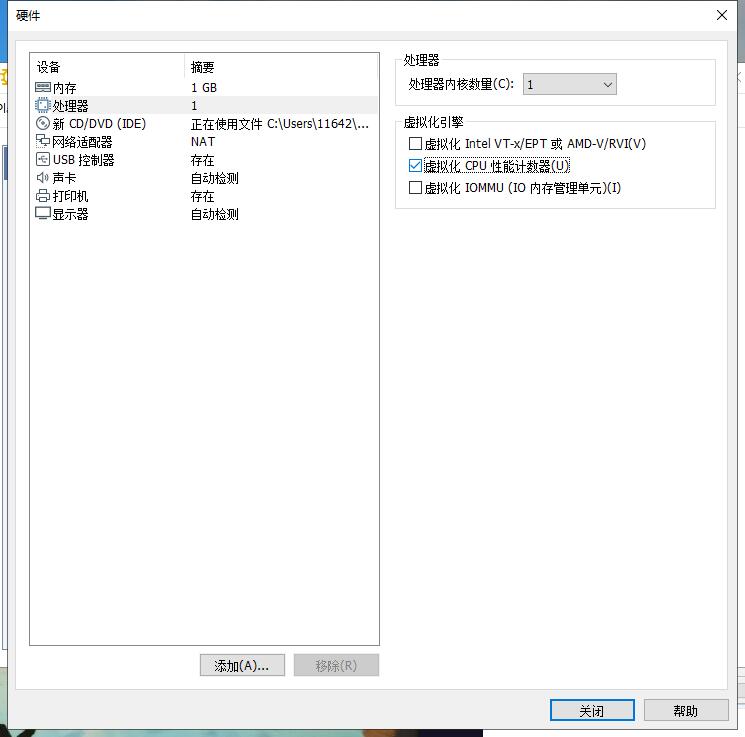 硬件
设备 摘要
内存 1 GB
处理器 1
新 CD/DVD (IDE) 正在使用文件 C:\Users\11642\...
网络适配器 NAT
USB 控制器 存在
声卡 自动检测
打印机 存在
显示器 自动检测
添加(A)... 移除(R)
处理器
处理器内核数量(C): 1
虚拟化引擎
虚拟化 Intel VT-x/EPT 或 AMD-V/RVI(V)
虚拟化 CPU 性能计数器(U)
虚拟化 IOMMU (IO 内存管理单元)(I)
关闭 帮助